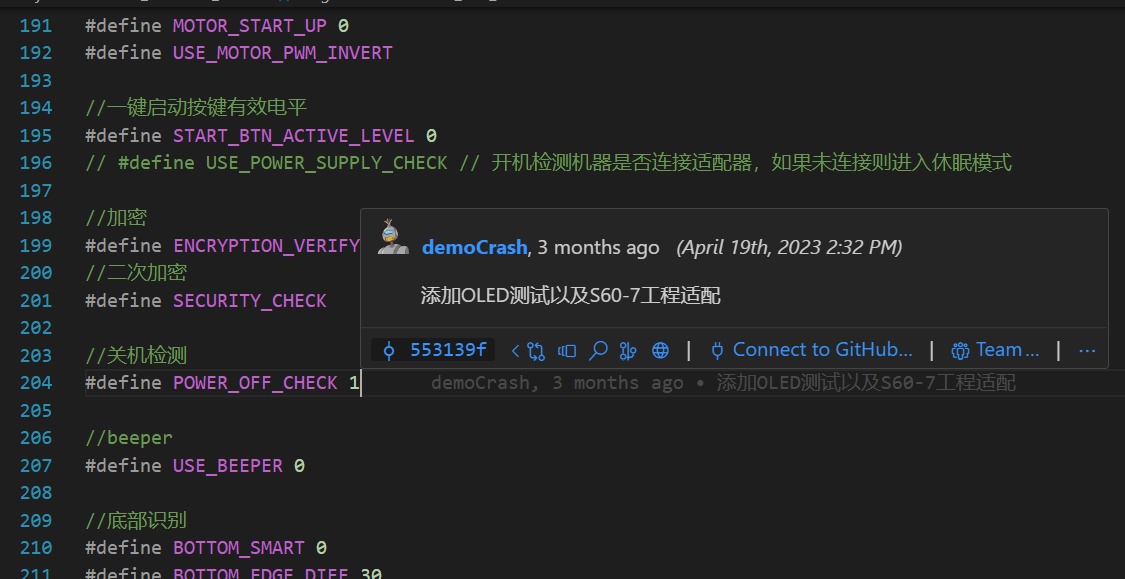 191 #define MOTOR_START_UP 0
192 #define USE_MOTOR_PWM_INVERT
193
194 //一键启动按键有效电平
195 #define START_BTN_ACTIVE_LEVEL 0
196 // #define USE_POWER_SUPPLY_CHECK // 开机检测机器是否连接适配器，如果未连接则进入休眠模式
197
198 //加密
199 #define ENCRYPTION_VERIFY
200 //二次加密
201 #define SECURITY_CHECK
202
203 //关机检测
204 #define POWER_OFF_CHECK 1 demoCrash, 3 months ago • 添加OLED测试以及S60-7工程适配
205
206 //beeper
207 #define USE_BEEPER 0
208
209 //底部识别
210 #define BOTTOM_SMART 0
211 #define BOTTOM_EDGE_DIFF 30
demoCrash, 3 months ago (April 19th, 2023 2:32 PM)
添加OLED测试以及S60-7工程适配
553139f | Connect to GitHub... | Team... | ...